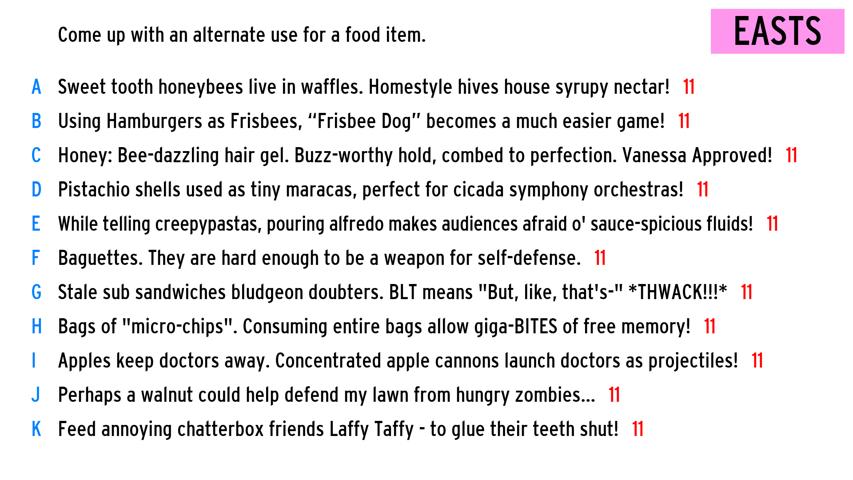 EASTS
Come up with an alternate use for a food item.
A Sweet tooth honeybees live in waffles. Homestyle hives house syrupy nectar! 11
B Using Hamburgers as Frisbees, “Frisbee Dog” becomes a much easier game! 11
C Honey: Bee-dazzling hair gel. Buzz-worthy hold, combed to perfection. Vanessa Approved! 11
D Pistachio shells used as tiny maracas, perfect for cicada symphony orchestras! 11
E While telling creepypastas, pouring alfredo makes audiences afraid o' sauce-spicious fluids! 11
F Baguettes. They are hard enough to be a weapon for self-defense. 11
G Stale sub sandwiches bludgeon doubters. BLT means "But, like, that's-" *THWACK!!!* 11
H Bags of "micro-chips". Consuming entire bags allow giga-BITES of free memory! 11
I Apples keep doctors away. Concentrated apple cannons launch doctors as projectiles! 11
J Perhaps a walnut could help defend my lawn from hungry zombies... 11
K Feed annoying chatterbox friends Laffy Taffy - to glue their teeth shut! 11